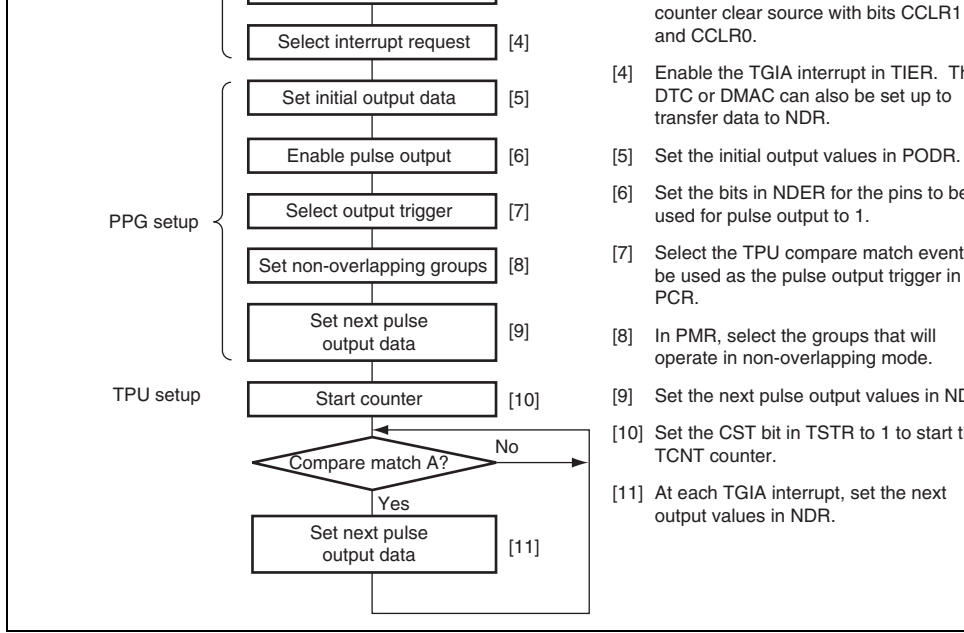 Select interrupt request [4]
Set initial output data [5]
Enable pulse output [6]
PPG setup
Select output trigger [7]
Set non-overlapping groups [8]
Set next pulse
output data
[9]
TPU setup
Start counter [10]
Compare match A?
No
Yes
Set next pulse
output data
[11]
counter clear source with bits CCLR1
and CCLR0.
[4] Enable the TGIA interrupt in TIER.
DTC or DMAC can also be set up to
transfer data to NDR.
[5] Set the initial output values in PODR.
[6] Set the bits in NDER for the pins to be
used for pulse output to 1.
[7] Select the TPU compare match event
be used as the pulse output trigger in
PCR.
[8] In PMR, select the groups that will
operate in non-overlapping mode.
[9] Set the next pulse output values in
[10] Set the CST bit in TSTR to 1 to start
TCNT counter.
[11] At each TGIA interrupt, set the next
output values in NDR.